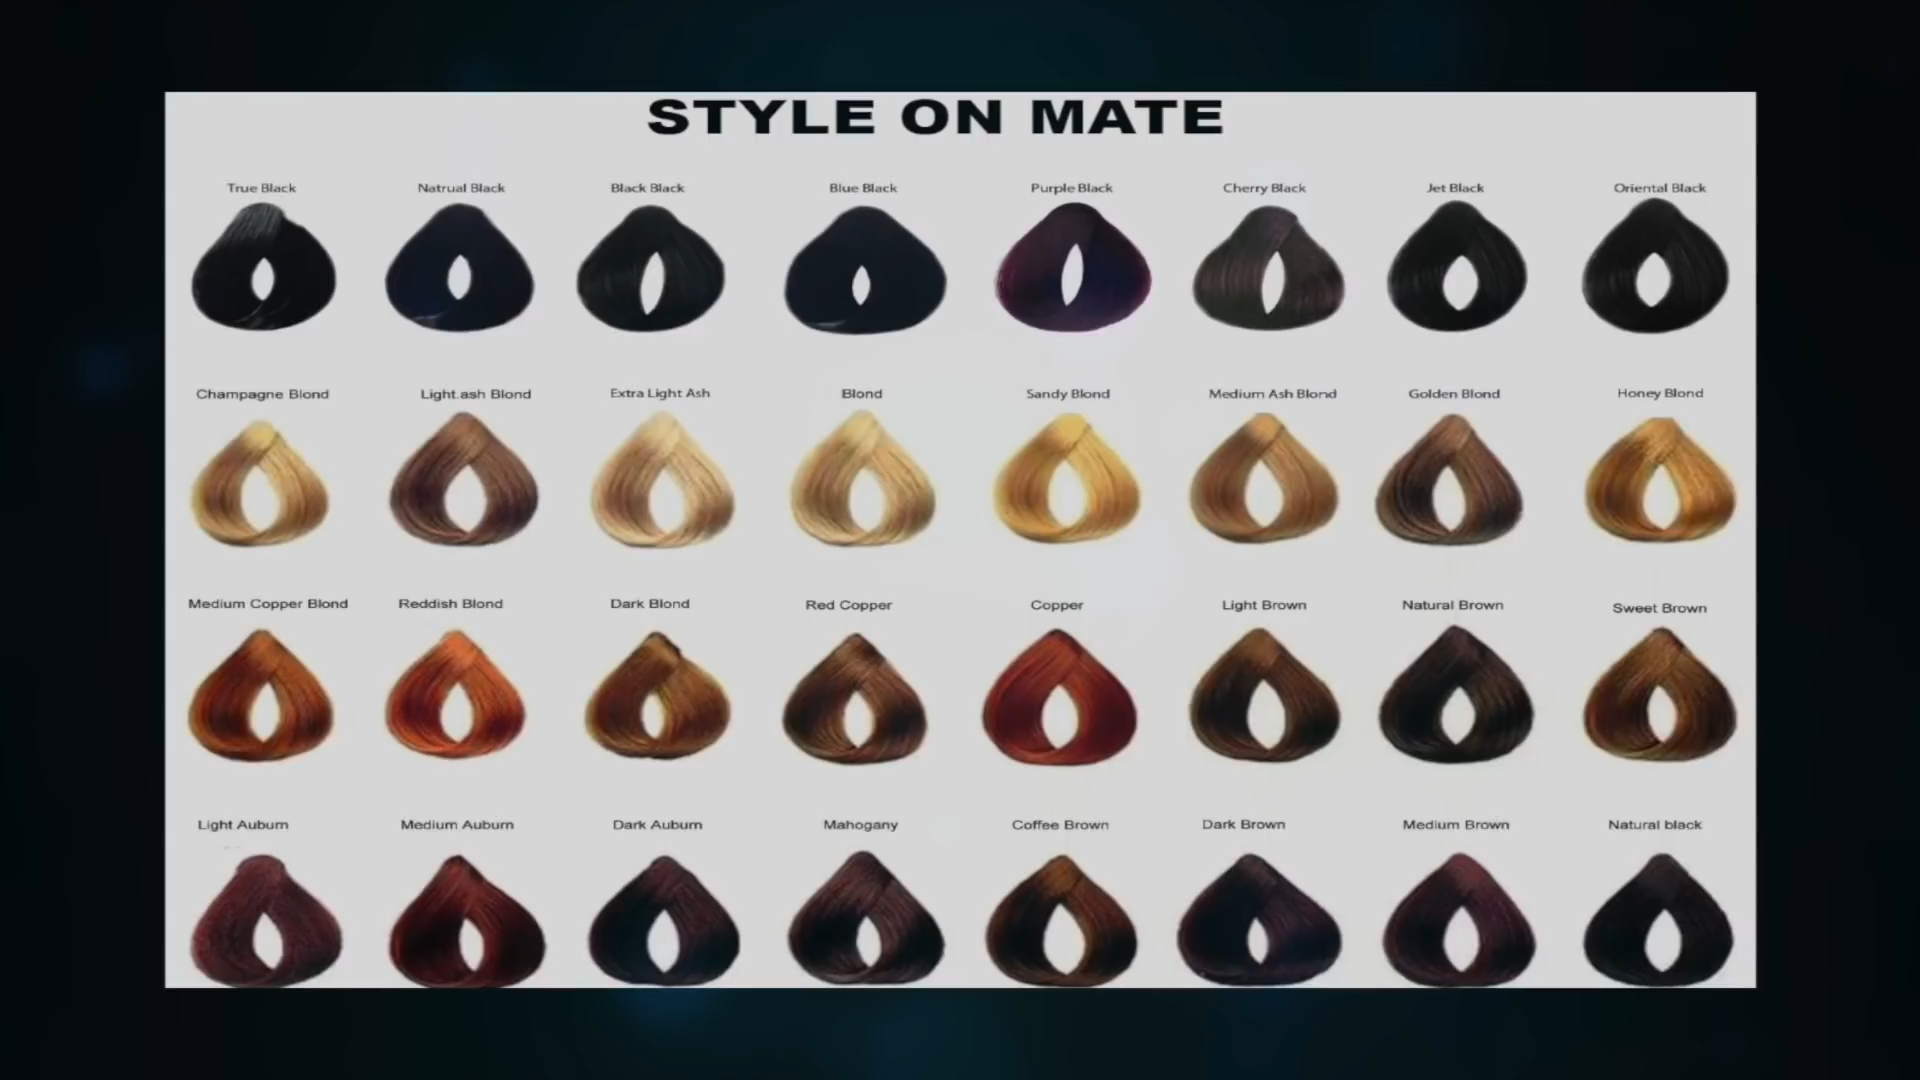 STYLE ON MATE
True Black Natrual Black Black Black Blue Black Purple Black Cherry Black Jet Black Oriental Black
Champagne Blond Light.ash Blond Extra Light Ash Blond Sandy Blond Medium Ash Blond Golden Blond Honey Blond
Medium Copper Blond Reddish Blond Dark Blond Red Copper Copper Light Brown Natural Brown Sweet Brown
Light Auburn Medium Auburn Dark Auburn Mahogany Coffee Brown Dark Brown Medium Brown Natural black